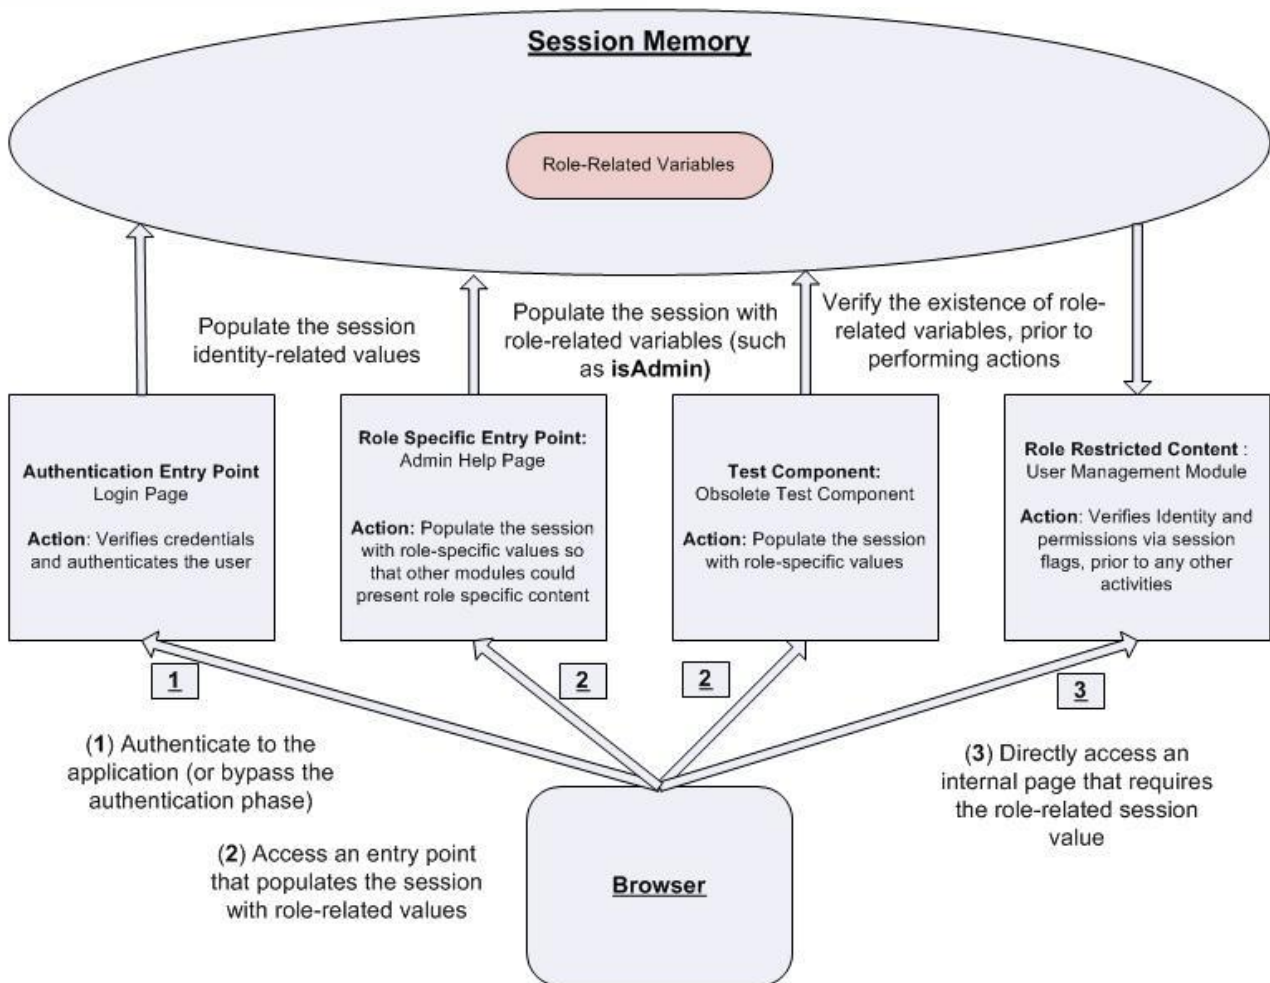 Session Memory
Role-Related Variables
Populate the session
identity-related values
Populate the session with
role-related variables (such
as isAdmin)
Verify the existence of role-
related variables, prior to
performing actions
Authentication Entry Point
Login Page
Action: Verifies credentials
and authenticates the user
Role Specific Entry Point:
Admin Help Page
Action: Populate the session
with role-specific values so
that other modules could
present role specific content
Test Component:
Obsolete Test Component
Action: Populate the session
with role-specific values
Role Restricted Content :
User Management Module
Action: Verifies Identity and
permissions via session
flags, prior to any other
activities
1
2
2
3
(1) Authenticate to the
application (or bypass the
authentication phase)
(2) Access an entry point
that populates the session
with role-related values
(3) Directly access an
internal page that requires
the role-related session
value
Browser